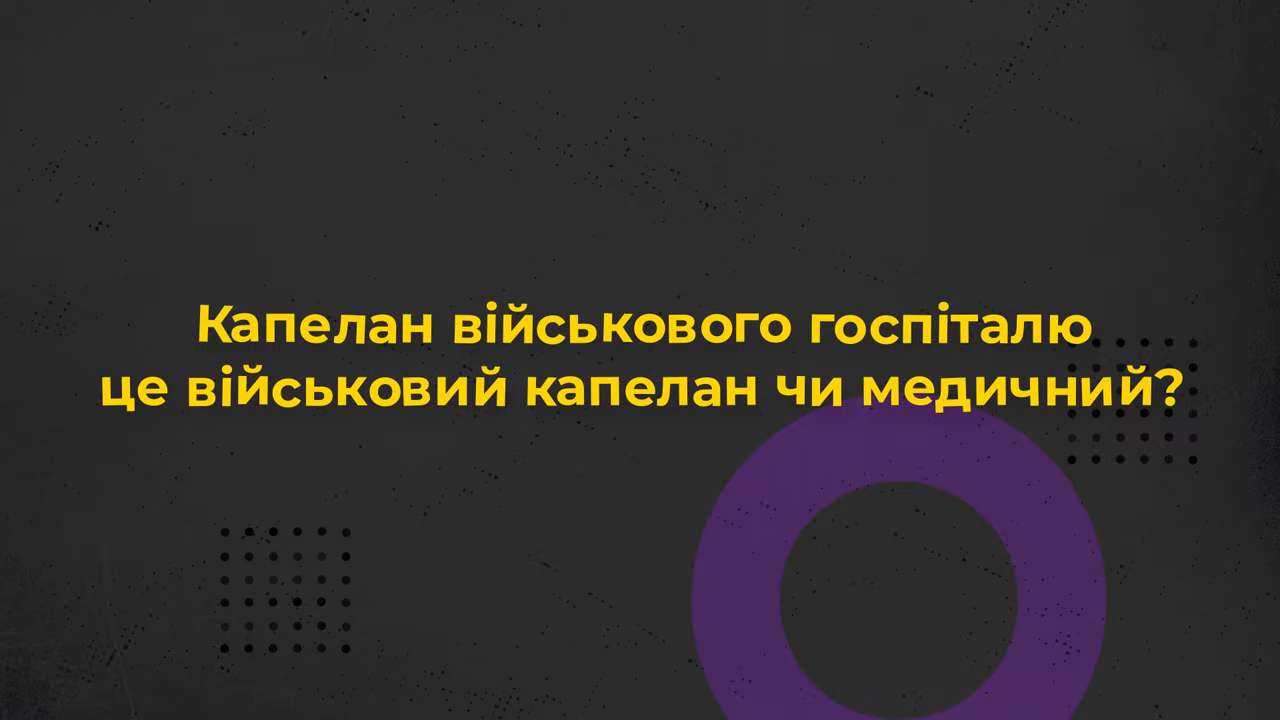 Капелан військового госпіталю
це військовий капелан чи медичний?